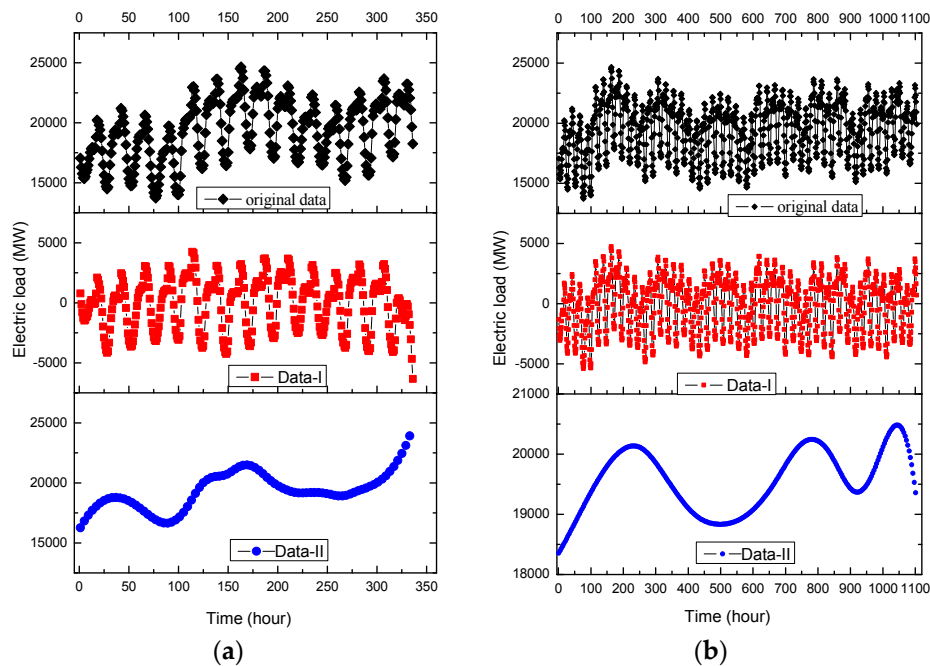 0 50 100 150 200 250 300 350
25000
20000
15000
original data
5000
0
-5000
Data-I
25000
20000
15000
Data-II
0 50 100 150 200 250 300 350
Electric load (MW)
Time (hour)
(a)
0 100 200 300 400 500 600 700 800 900 1000 1100
25000
20000
15000
original data
5000
0
-5000
Data-I
21000
20000
19000
18000
Data-II
0 100 200 300 400 500 600 700 800 900 1000 1100
Electric load (MW)
Time (hour)
(b)